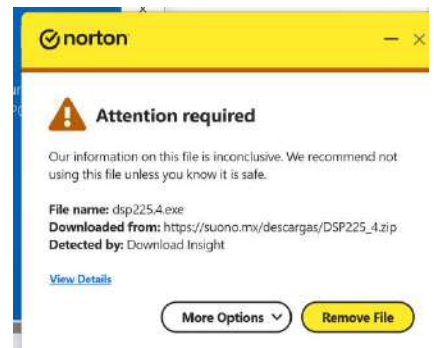 norton
Attention required
Our information on this file is inconclusive. We recommend not
using this file unless you know it is safe.
File name: dsp225.4.exe
Downloaded from: https://suono.mx/descargas/DSP225_4.zip
Detected by: Download Insight
View Details
More Options
Remove File